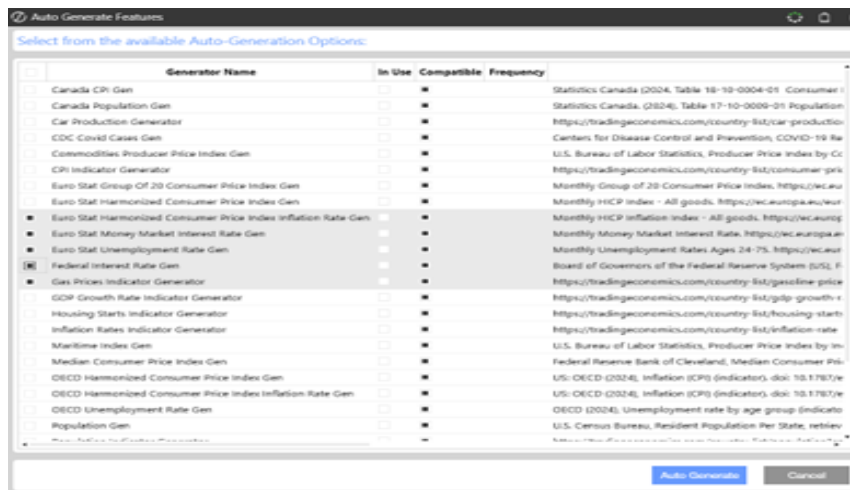 Auto Generate Features
Select from the available Auto-Generation Options:
Generator Name In Use Compatible Frequency
Canada CPI Gen Statistics Canada (2024, Table 18-10-0004-01 Consumer
Canada Population Gen Statistics Canada. (2024). Table 17-10-0009-01 Population
Car Production Generator https://tradingeconomics.com/country-list/car-productio
CDC Covid Cases Gen Centers for Disease Control and Prevention, COVID-19 Re
Commodities Producer Price Index Gen U.S. Bureau of Labor Statistics, Producer Price Index by Co
CPI Indicator Generator https://tradingeconomics.com/country-list/consumer-pric
Euro Stat Group Of 20 Consumer Price Index Gen Monthly Group of 20 Consumer Price Index. https://ec.eu
Euro Stat Harmonized Consumer Price Index Gen Monthly HICP Index - All goods. https://ec.europa.eu/eur
Euro Stat Harmonized Consumer Price Index Inflation Rate Gen Monthly HICP Inflation Index - All goods. https://ec.europ
Euro Stat Money Market Interest Rate Gen Monthly Money Market Interest Rate. https://ec.europa.e
Euro Stat Unemployment Rate Gen Monthly Unemployment Rates Ages 24-75. https://ec.eur
Federal Interest Rate Gen Board of Governors of the Federal Reserve System (US), F
Gas Prices Indicator Generator https://tradingeconomics.com/country-list/gasoline-price
GDP Growth Rate Indicator Generator https://tradingeconomics.com/country-list/gdp-growth-r
Housing Starts Indicator Generator https://tradingeconomics.com/country-list/housing-starts
Inflation Rates Indicator Generator https://tradingeconomics.com/country-list/inflation-rate
Maritime Index Gen U.S. Bureau of Labor Statistics, Producer Price Index by In
Median Consumer Price Index Gen Federal Reserve Bank of Cleveland, Median Consumer Pri
OECD Harmonized Consumer Price Index Gen US: OECD (2024), Inflation (CPI) (indicator). doi: 10.1787/e
OECD Harmonized Consumer Price Index Inflation Rate Gen US: OECD (2024), Inflation (CPI) (indicator). doi: 10.1787/e
OECD Unemployment Rate Gen OECD (2024), Unemployment rate by age group (indicato
Population Gen U.S. Census Bureau, Resident Population Per State, retriev
Population Indicator Generator
Auto Generate Cancel